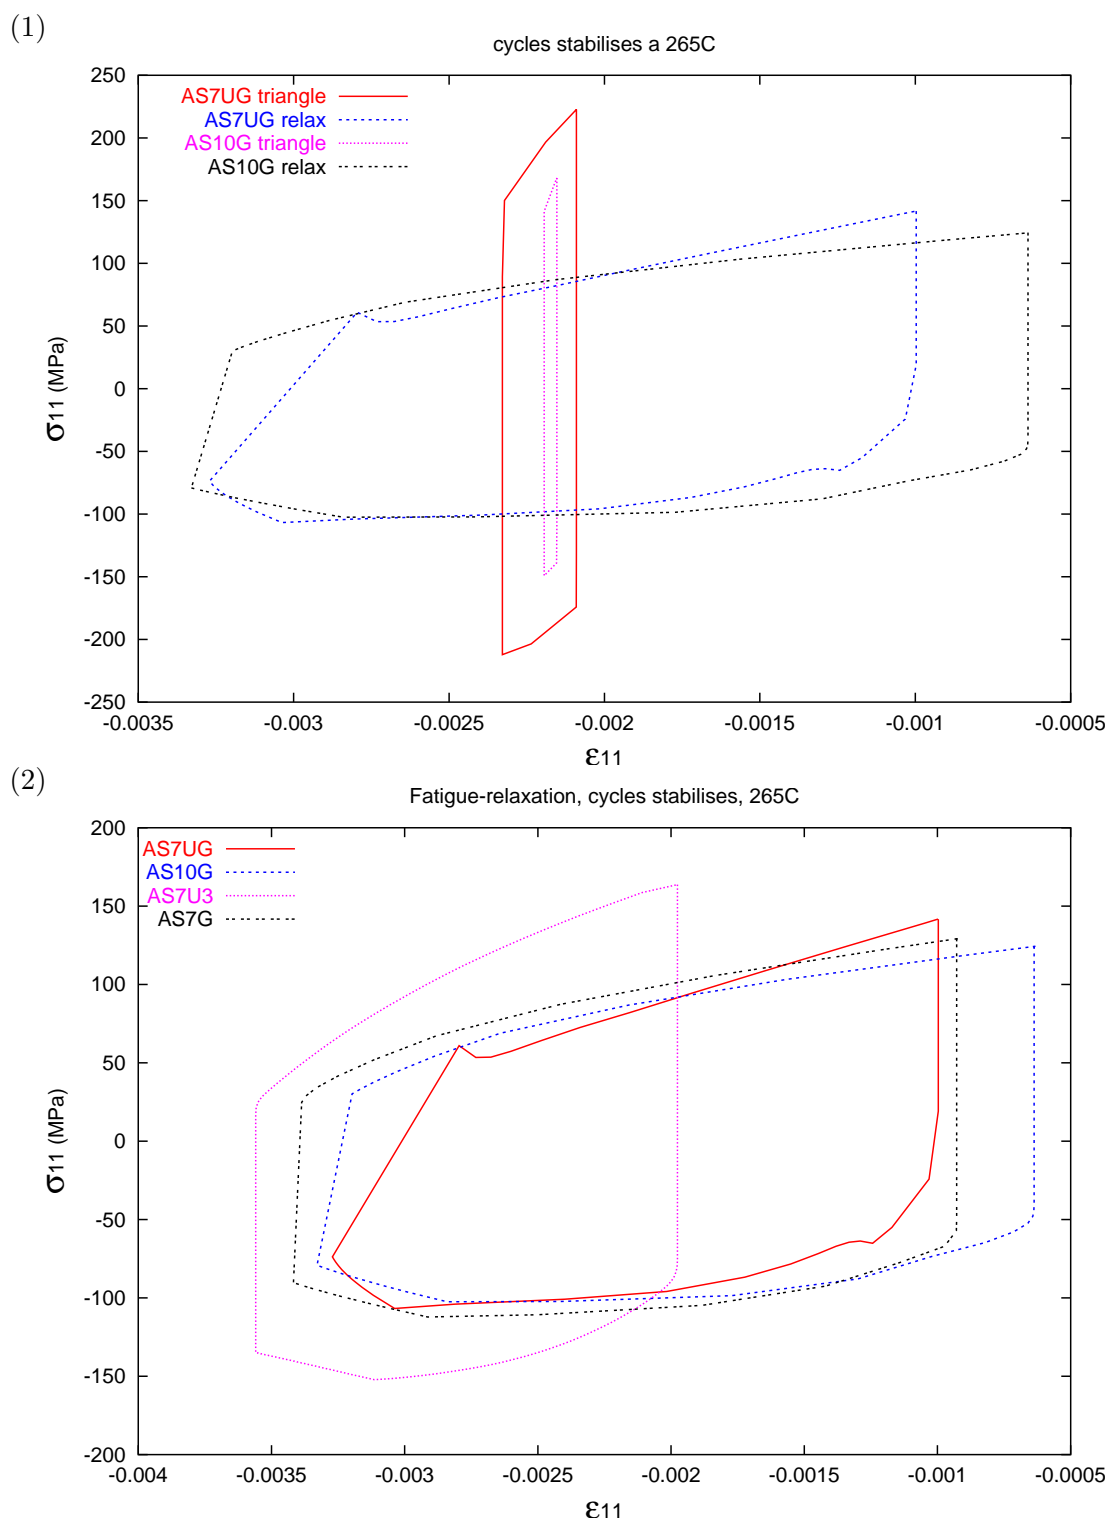 (1)
cycles stabilises a 265C
250
200
150
100
50
0
-50
-100
-150
-200
-250
AS7UG triangle
AS7UG relax
AS10G triangle
AS10G relax
σ11 (MPa)
-0.0035 -0.003 -0.0025 -0.002 -0.0015 -0.001 -0.0005
ε11
(2)
Fatigue-relaxation, cycles stabilises, 265C
200
150
100
50
0
-50
-100
-150
-200
AS7UG
AS10G
AS7U3
AS7G
σ11 (MPa)
-0.004 -0.0035 -0.003 -0.0025 -0.002 -0.0015 -0.001 -0.0005
ε11